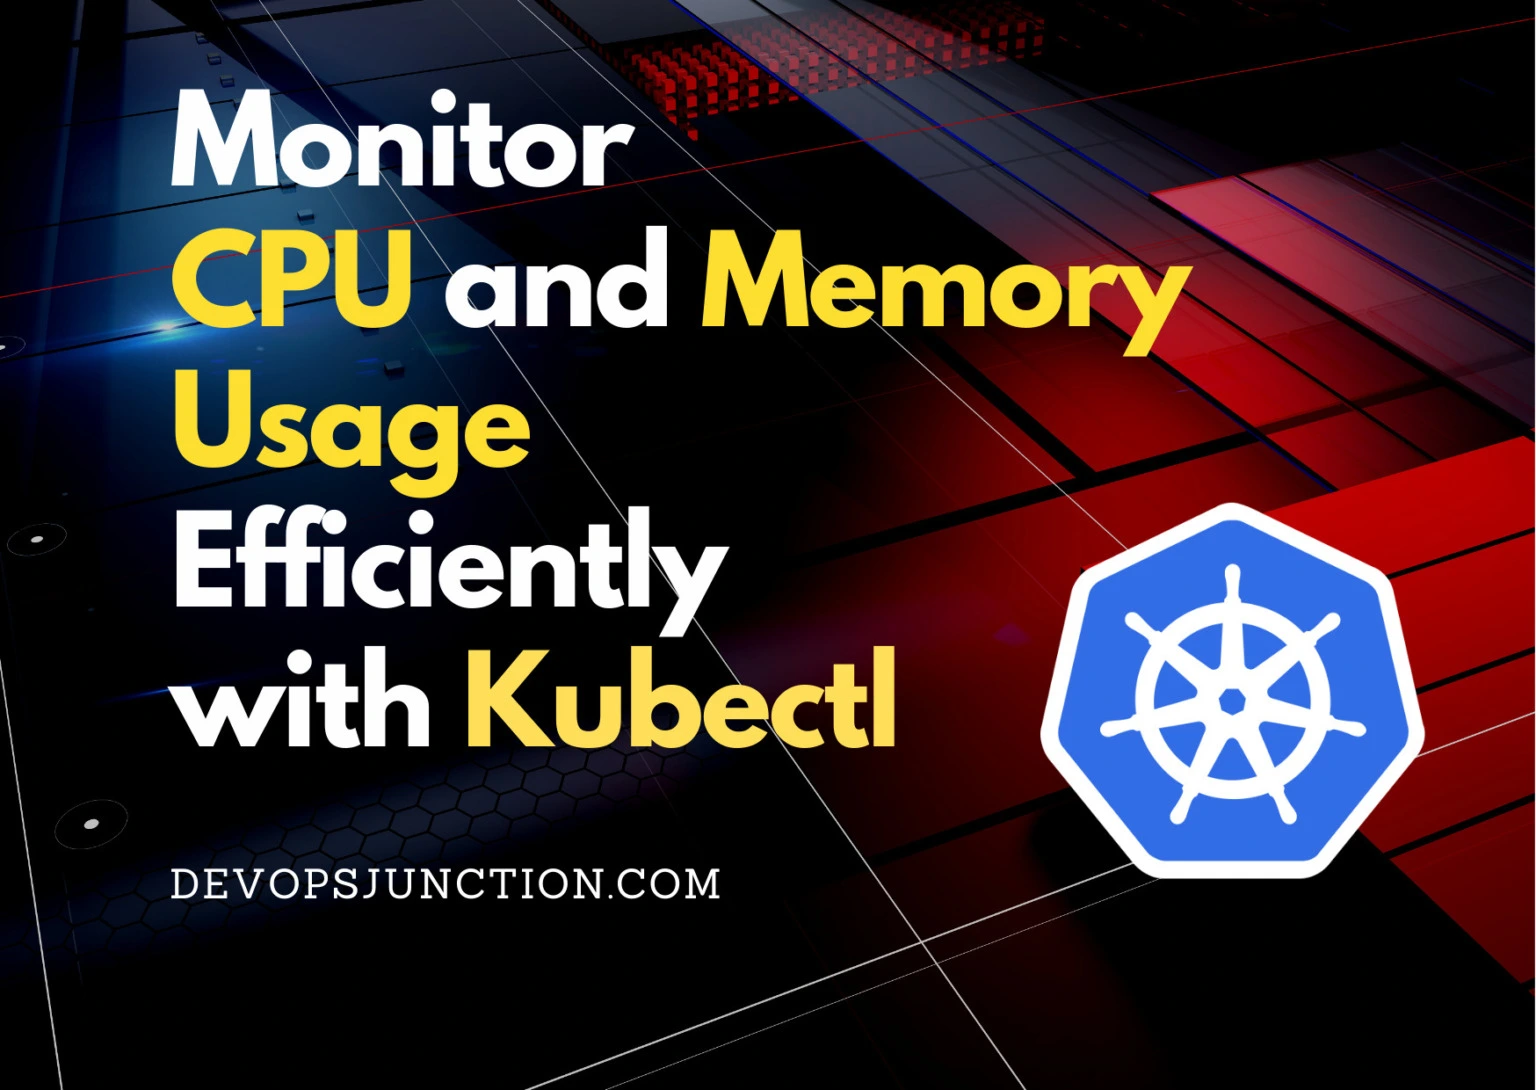 Monitor
CPU and Memory
Usage
Efficiently
with Kubectl
DEVOPSJUNCTION.COM